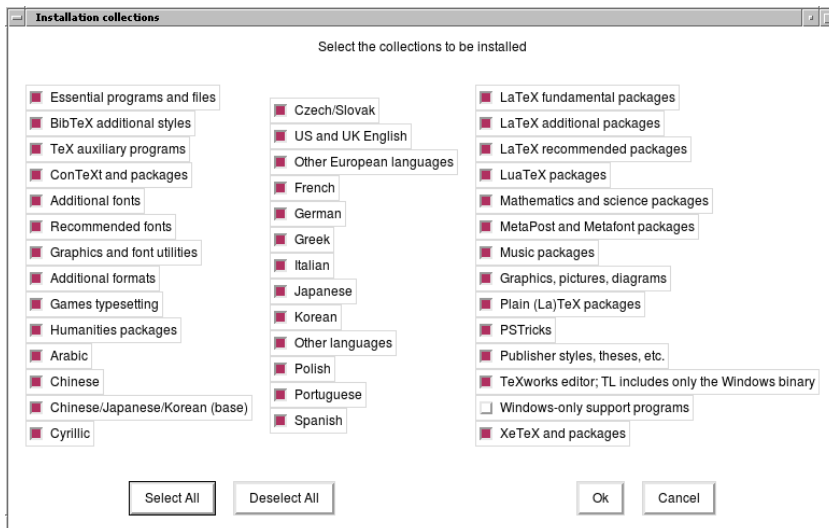 Installation collections
Select the collections to be installed
Essential programs and files
BibTeX additional styles
TeX auxiliary programs
ConTeXt and packages
Additional fonts
Recommended fonts
Graphics and font utilities
Additional formats
Games typesetting
Humanities packages
Arabic
Chinese
Chinese/Japanese/Korean (base)
Cyrillic
Czech/Slovak
US and UK English
Other European languages
French
German
Greek
Italian
Japanese
Korean
Other languages
Polish
Portuguese
Spanish
LaTeX fundamental packages
LaTeX additional packages
LaTeX recommended packages
LuaTeX packages
Mathematics and science packages
MetaPost and Metafont packages
Music packages
Graphics, pictures, diagrams
Plain (La)TeX packages
PSTricks
Publisher styles, theses, etc.
TeXworks editor; TL includes only the Windows binary
Windows-only support programs
XeTeX and packages
Select All
Deselect All
Ok
Cancel